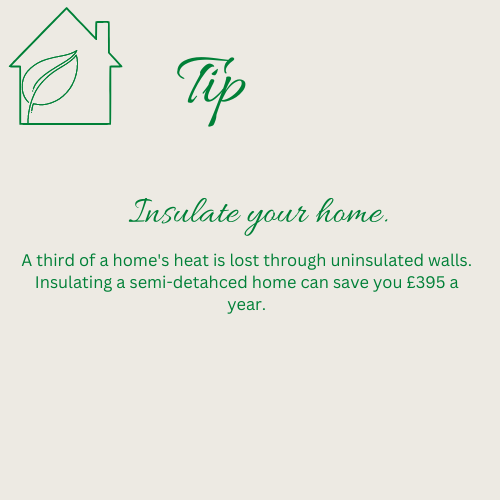 Tip
Insulate your home.
A third of a home's heat is lost through uninsulated walls.
Insulating a semi-detahced home can save you £395 a
year.